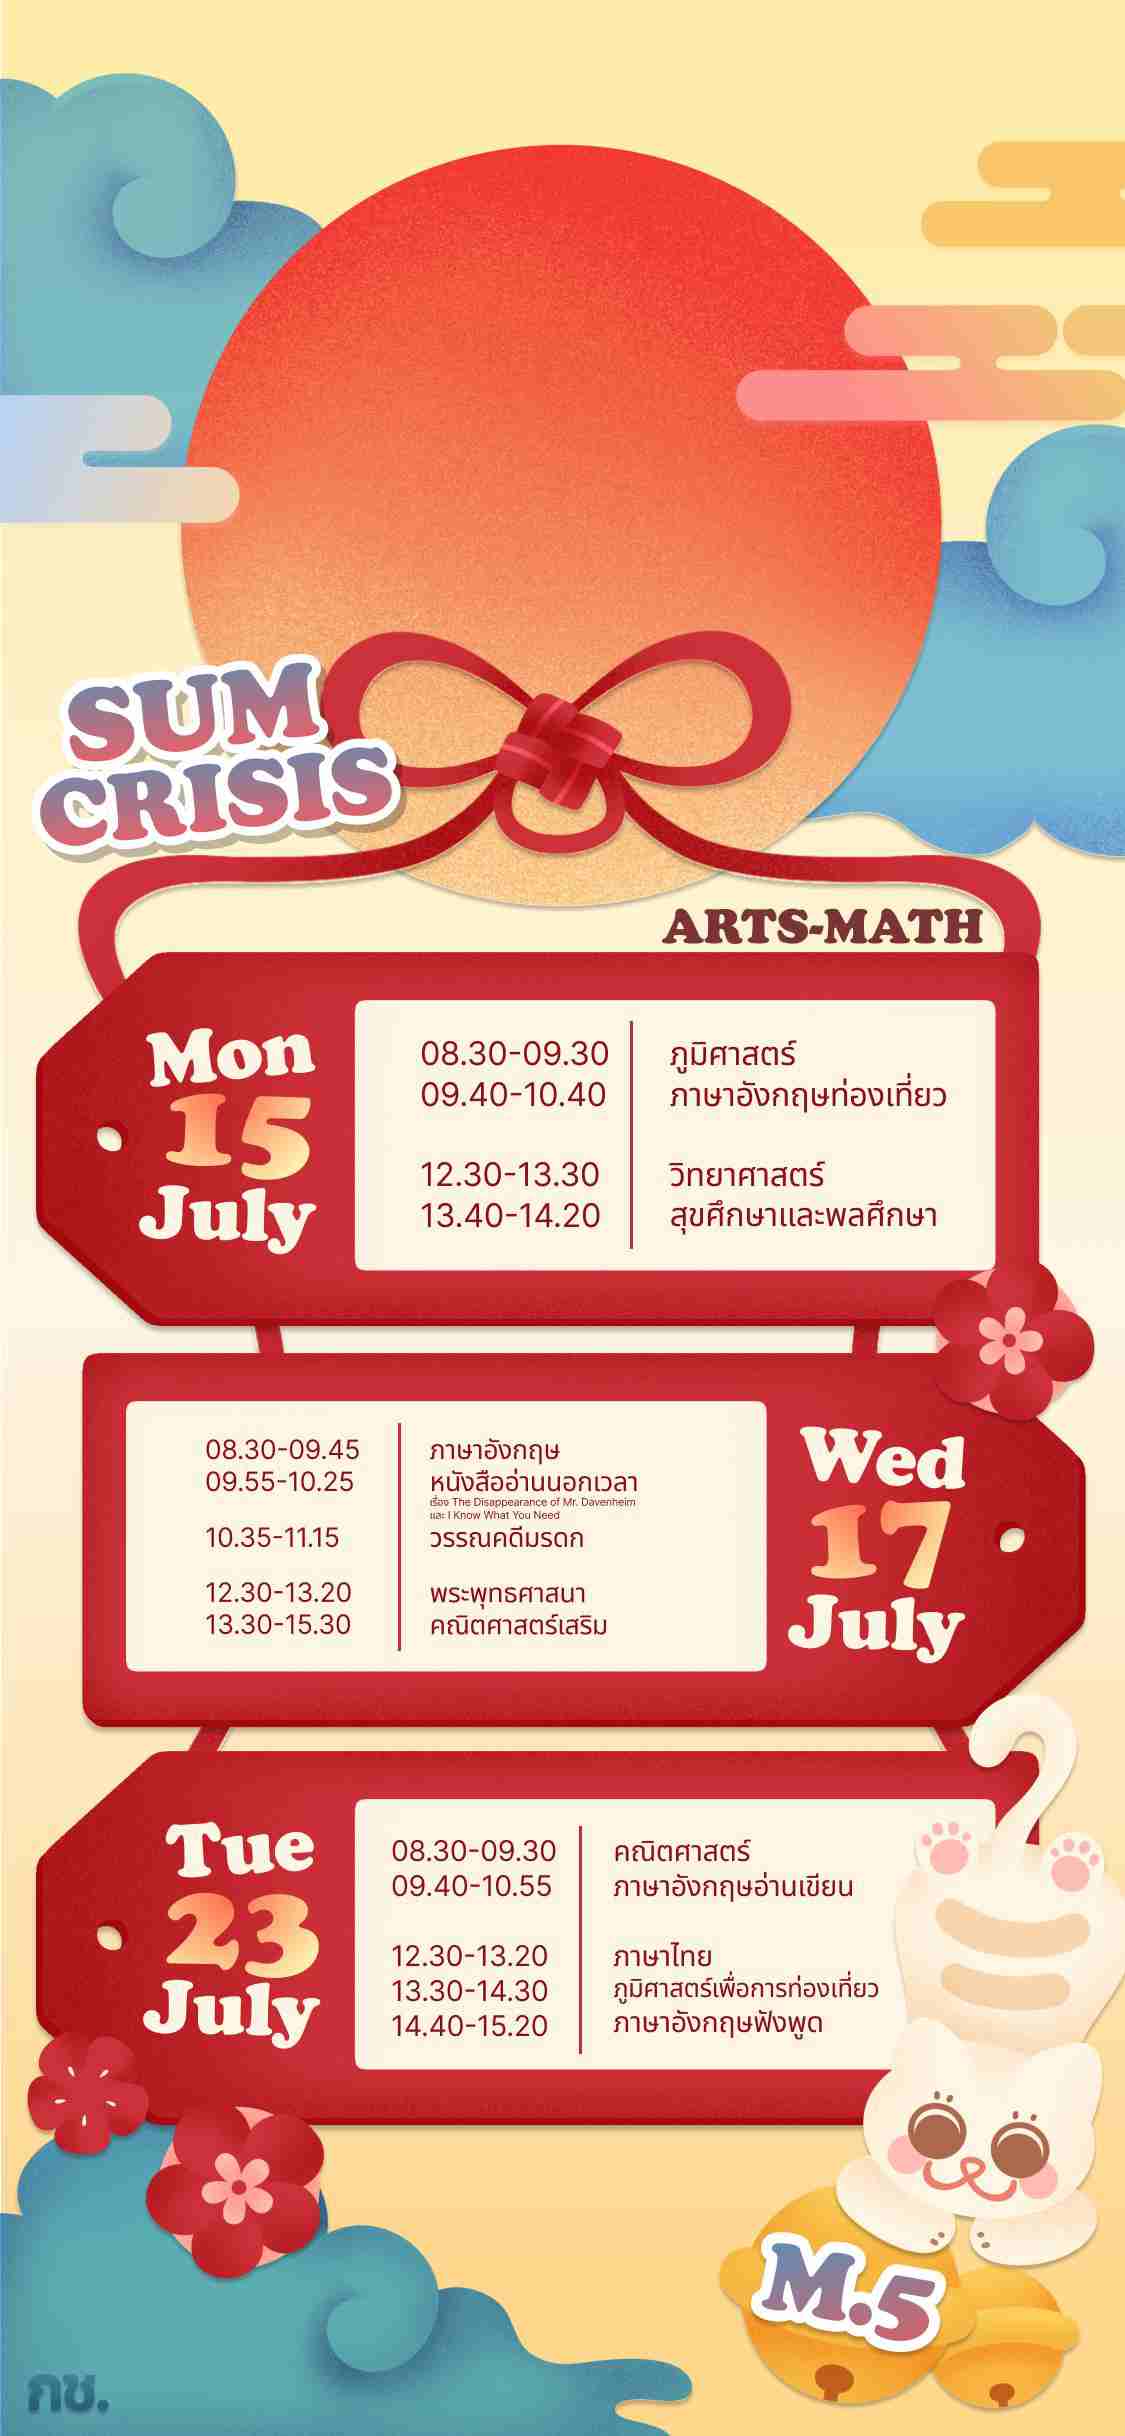 SUM
CRISIS
ARTS-MATH
Mon
15
July
08.30-09.30 ภูมิศาสตร์
09.40-10.40 ภาษาอังกฤษท่องเที่ยว
12.30-13.30 วิทยาศาสตร์
13.40-14.20 สุขศึกษาและพลศึกษา
08.30-09.45 ภาษาอังกฤษ
09.55-10.25 หนังสืออ่านนอกเวลา
เรื่อง The Disappearance of Mr. Davenheim
และ I Know What You Need
10.35-11.15 วรรณคดีมรดก
12.30-13.20 พระพุทธศาสนา
13.30-15.30 คณิตศาสตร์เสริม
Wed
17
July
Tue
23
July
08.30-09.30 คณิตศาสตร์
09.40-10.55 ภาษาอังกฤษอ่านเขียน
12.30-13.20 ภาษาไทย
13.30-14.30 ภูมิศาสตร์เพื่อการท่องเที่ยว
14.40-15.20 ภาษาอังกฤษฟังพูด
M.5
กช.